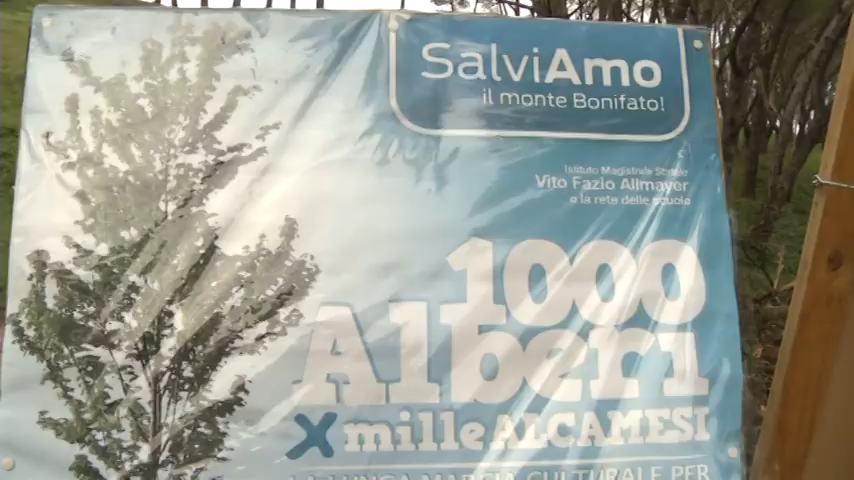 SalviAmo
il monte Bonifato!
Istituto Magistrale Statale
Vito Fazio Allmayer
e la rete delle scuole
1000
Alberi
X mille ALCAMESI
LA LUNGA MARCIA CULTURALE PER